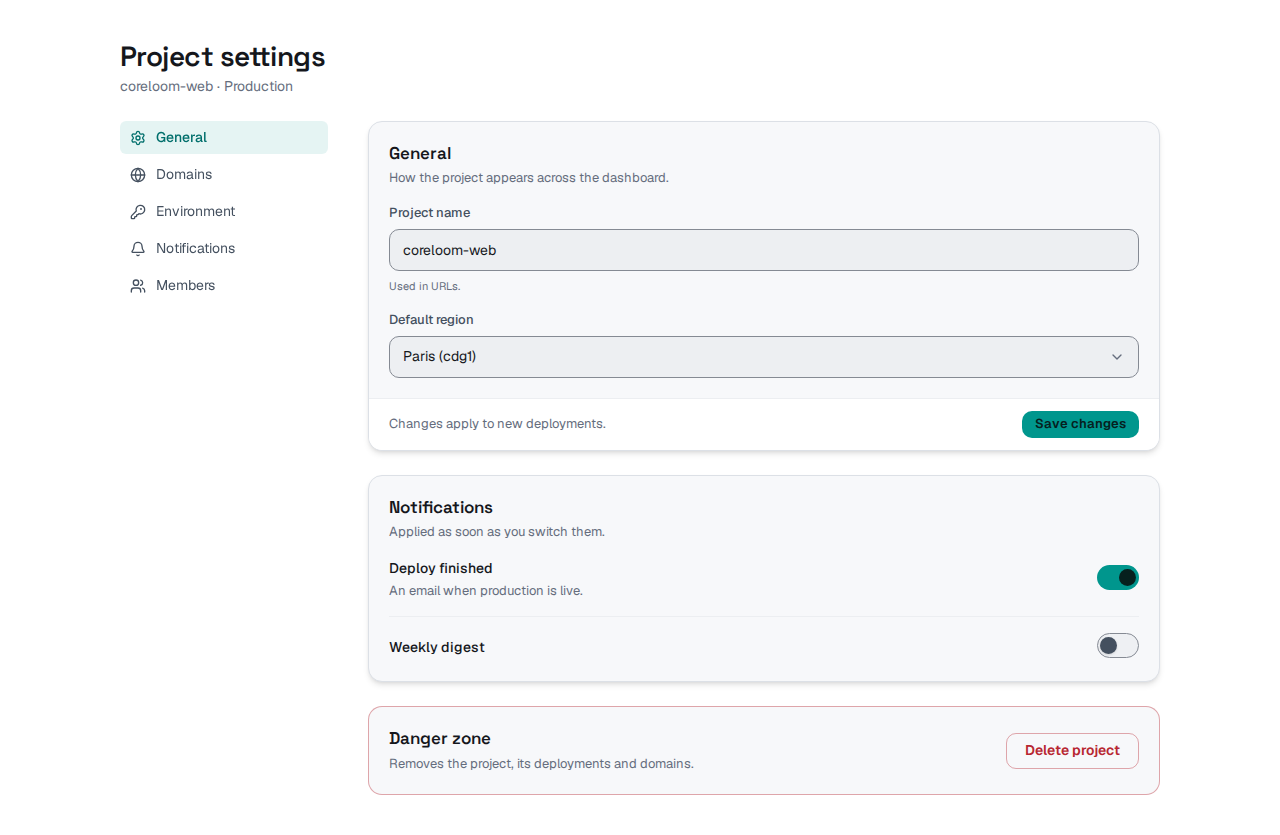 Project settings
coreloom-web · Production
General
Domains
Environment
Notifications
Members
General
How the project appears across the dashboard.
Project name
coreloom-web
Used in URLs.
Default region
Paris (cdg1)
Changes apply to new deployments.
Save changes
Notifications
Applied as soon as you switch them.
Deploy finished
An email when production is live.
Weekly digest
Danger zone
Removes the project, its deployments and domains.
Delete project